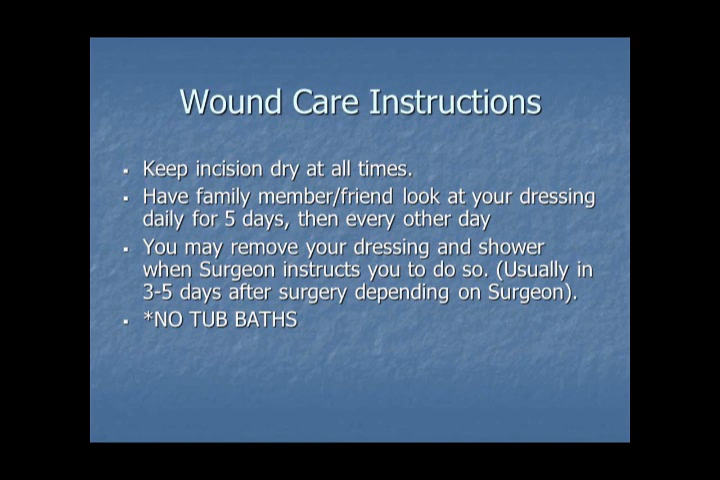 Wound Care Instructions
▪ Keep incision dry at all times.
▪ Have family member/friend look at your dressing
daily for 5 days, then every other day
▪ You may remove your dressing and shower
when Surgeon instructs you to do so. (Usually in
3-5 days after surgery depending on Surgeon).
▪ *NO TUB BATHS